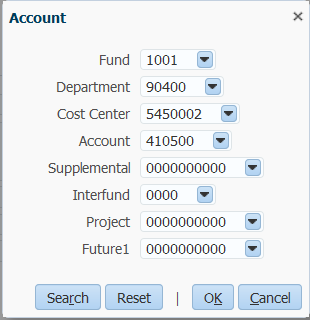 Account
Fund 1001
Department 90400
Cost Center 5450002
Account 410500
Supplemental 0000000000
Interfund 0000
Project 0000000000
Future1 0000000000
Search Reset | OK Cancel